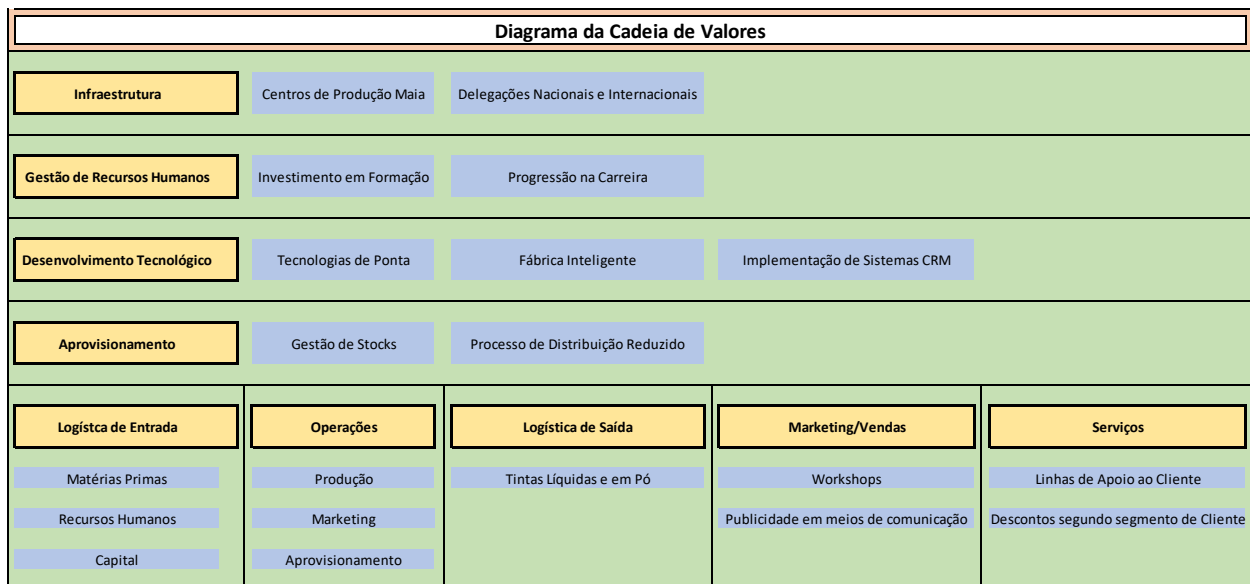 Diagrama da Cadeia de Valores
Infraestrutura
Centros de Produção Maia
Delegações Nacionais e Internacionais
Gestão de Recursos Humanos
Investimento em Formação
Progressão na Carreira
Desenvolvimento Tecnológico
Tecnologias de Ponta
Fábrica Inteligente
Implementação de Sistemas CRM
Aprovisionamento
Gestão de Stocks
Processo de Distribuição Reduzido
Logístca de Entrada
Operações
Logística de Saída
Marketing/Vendas
Serviços
Matérias Primas
Produção
Tintas Líquidas e em Pó
Workshops
Linhas de Apoio ao Cliente
Recursos Humanos
Marketing
Publicidade em meios de comunicação
Descontos segundo segmento de Cliente
Capital
Aprovisionamento